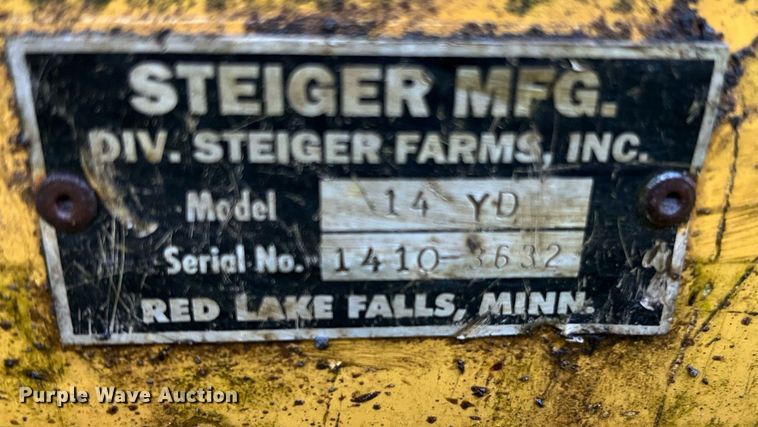 STEIGER MFG.
DIV. STEIGER FARMS, INC.
Model 14 YD
Serial No. 1410-3632
RED LAKE FALLS, MINN.
Purple Wave Auction